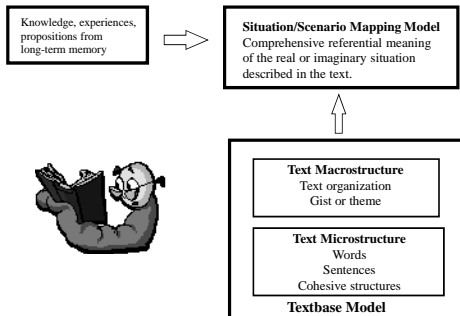 Knowledge, experiences,
propositions from
long-term memory
Situation/Scenario Mapping Model
Comprehensive referential meaning
of the real or imaginary situation
described in the text.
Text Macrostructure
Text organization
Gist or theme
Text Microstructure
Words
Sentences
Cohesive structures
Textbase Model